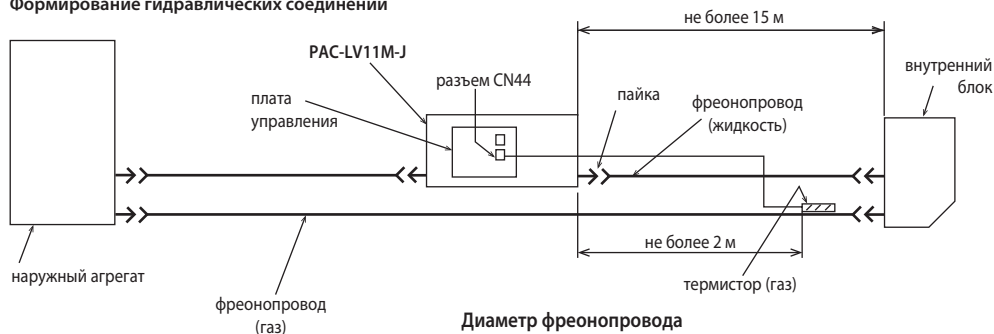 Формирование гидравлических соединений
не более 15 м
PAC-LV11M-J
разъем CN44
внутренний
блок
плата
управления
пайка
фреонопровод
(жидкость)
не более 2 м
наружный агрегат
термистор (газ)
фреонопровод
(газ)
Диаметр фреонопровода